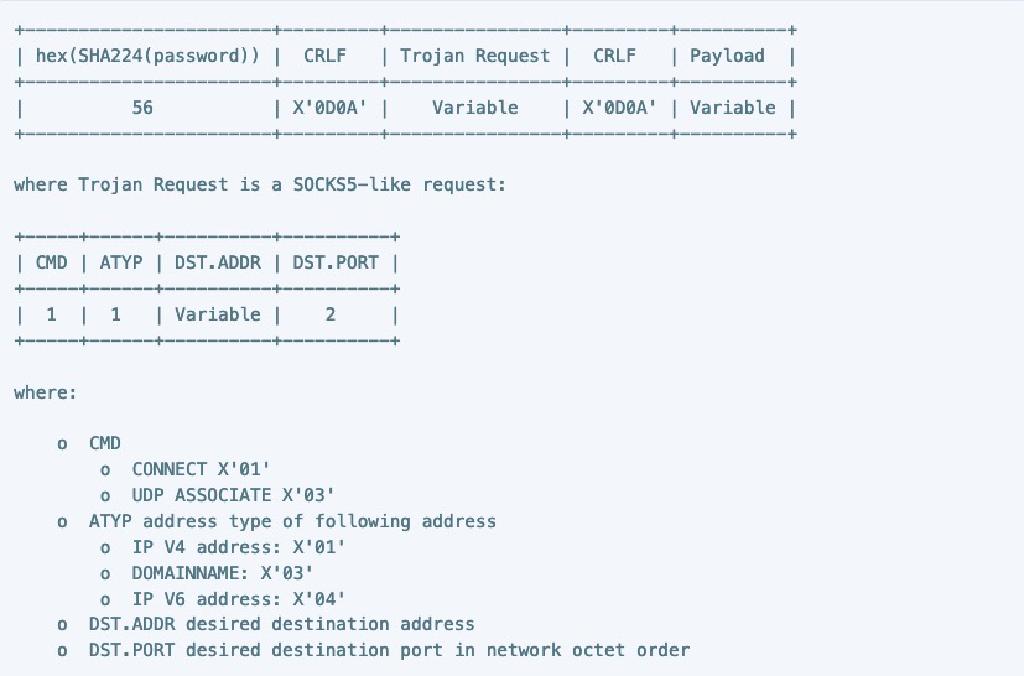 +-----------------------+---------+----------------+---------+----------+
| hex(SHA224(password)) |  CRLF   | Trojan Request |  CRLF   | Payload  |
+-----------------------+---------+----------------+---------+----------+
|          56           | X'0D0A' |    Variable    | X'0D0A' | Variable |
+-----------------------+---------+----------------+---------+----------+
where Trojan Request is a SOCKS5-like request:
+-----+------+----------+----------+
| CMD | ATYP | DST.ADDR | DST.PORT |
+-----+------+----------+----------+
|  1  |  1   | Variable |    2     |
+-----+------+----------+----------+
where:
    o  CMD
        o  CONNECT X'01'
        o  UDP ASSOCIATE X'03'
    o  ATYP address type of following address
        o  IP V4 address: X'01'
        o  DOMAINNAME: X'03'
        o  IP V6 address: X'04'
    o  DST.ADDR desired destination address
    o  DST.PORT desired destination port in network octet order